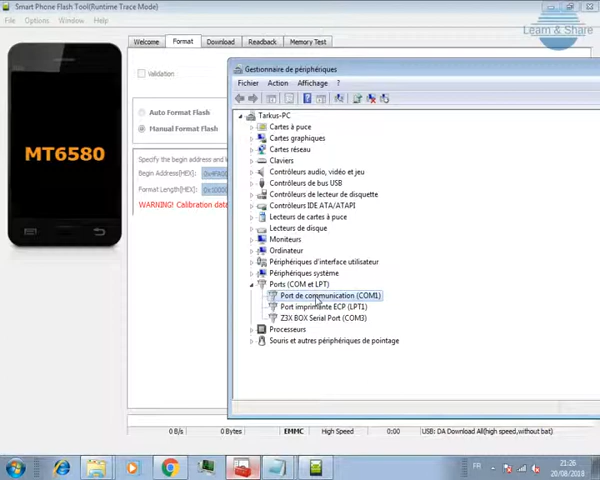 Smart Phone Flash Tool(Runtime Trace Mode)
File Options Window Help
Learn & Share
Welcome Format Download Readback Memory Test
Validation
Auto Format Flash
Manual Format Flash
Specify the begin address and
Begin Address[HEX]:
Format Length[HEX]:
WARNING! Calibration data
MT6580
Gestionnaire de périphériques
Fichier Action Affichage ?
Tarkus-PC
Cartes à puce
Cartes graphiques
Cartes réseau
Claviers
Contrôleurs audio, vidéo et jeu
Contrôleurs de bus USB
Contrôleurs de lecteur de disquette
Contrôleurs IDE ATA/ATAPI
Lecteurs de cartes à puce
Lecteurs de disque
Moniteurs
Ordinateur
Périphériques d'interface utilisateur
Périphériques système
Ports (COM et LPT)
Port de communication (COM1)
Port imprimante ECP (LPT1)
Z3X BOX Serial Port (COM3)
Processeurs
Souris et autres périphériques de pointage
0 B/s 0 Bytes EMMC High Speed 0:00 USB: DA Download All(high speed,without bat)
FR
21:26
20/08/2018